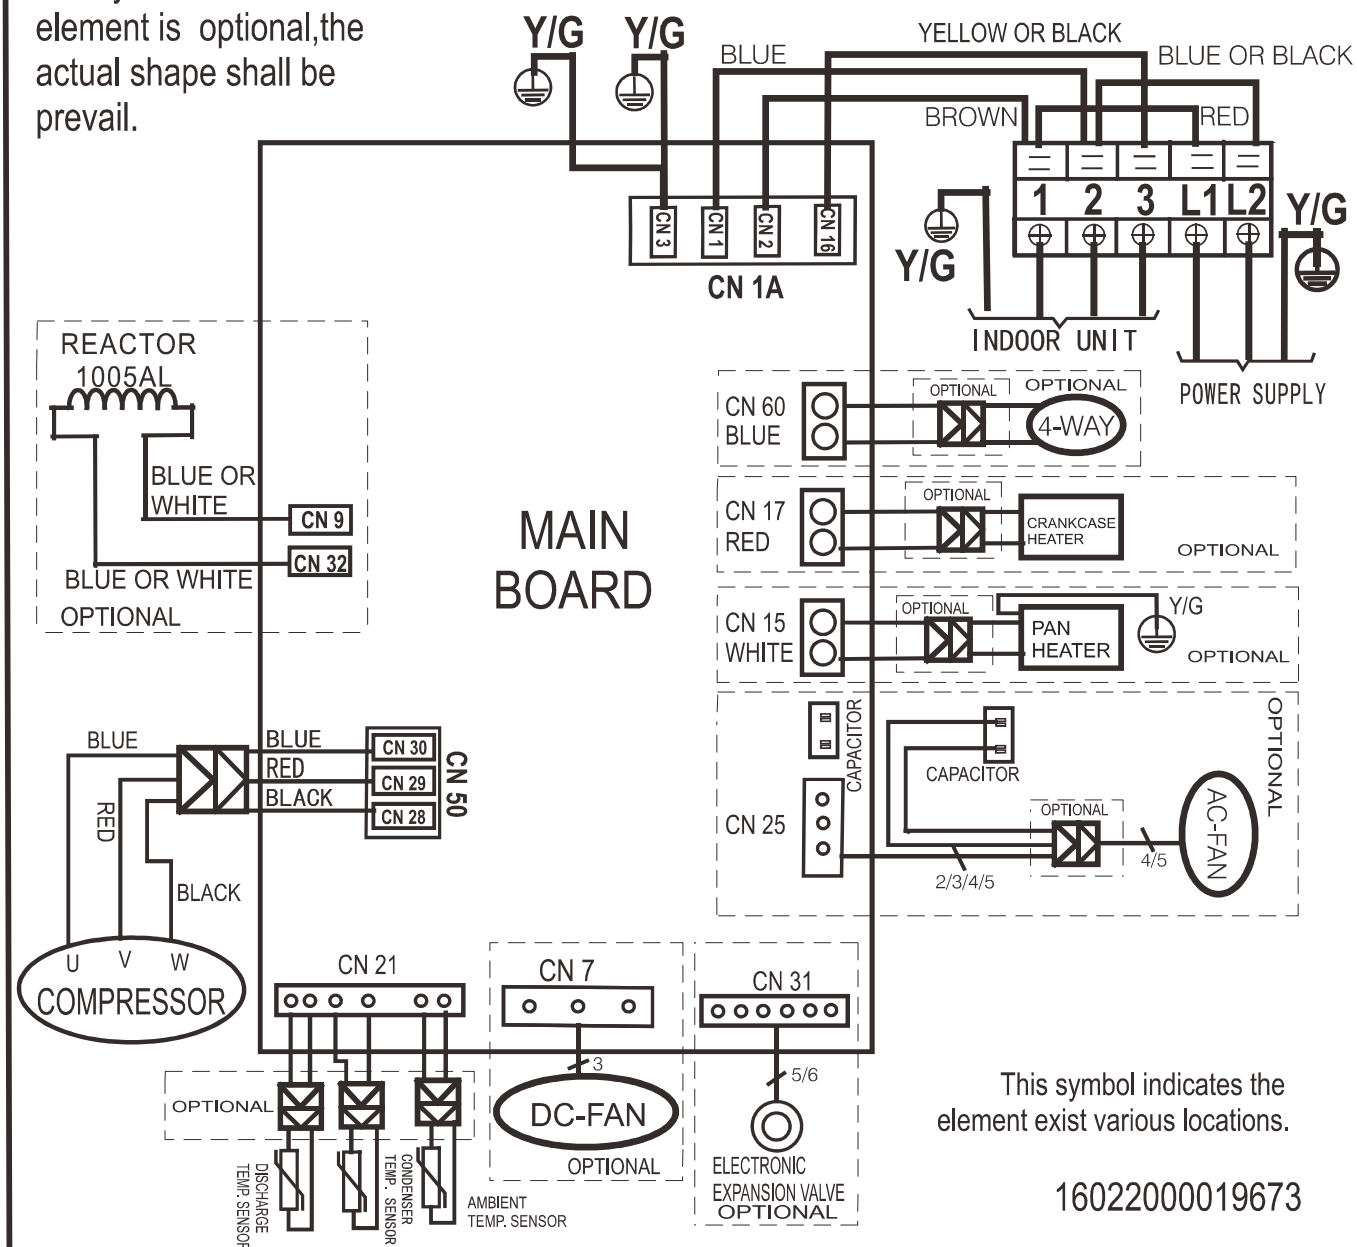 element is optional,the
actual shape shall be
prevail.
Y/G
Y/G
BLUE
YELLOW OR BLACK
BLUE OR BLACK
BROWN
RED
1 2 3 L1 L2
Y/G
Y/G
CN 3
CN 1
CN 2
CN 16
CN 1A
INDOOR UNIT
POWER SUPPLY
REACTOR
1005AL
BLUE OR
WHITE
CN 9
CN 32
BLUE OR WHITE
OPTIONAL
MAIN
BOARD
CN 60
BLUE
OPTIONAL
OPTIONAL
4-WAY
CN 17
RED
OPTIONAL
CRANKCASE
HEATER
OPTIONAL
CN 15
WHITE
OPTIONAL
PAN
HEATER
Y/G
OPTIONAL
CAPACITOR
CN 25
CAPACITOR
2/3/4/5
OPTIONAL
4/5
AC-FAN
OPTIONAL
BLUE
RED
BLACK
BLUE
RED
BLACK
CN 30
CN 29
CN 28
CN 50
U V W
COMPRESSOR
CN 21
OPTIONAL
DISCHARGE
TEMP. SENSOR
CONDENSER
TEMP. SENSOR
AMBIENT
TEMP. SENSOR
CN 7
3
DC-FAN
OPTIONAL
CN 31
5/6
ELECTRONIC
EXPANSION VALVE
OPTIONAL
This symbol indicates the
element exist various locations.
16022000019673